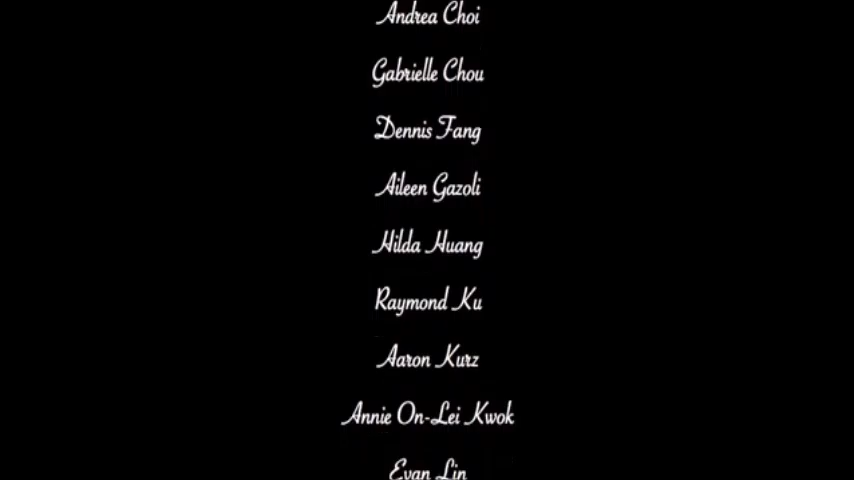 Andrea Choi
Gabrielle Chou
Dennis Fang
Aileen Gazoli
Hilda Huang
Raymond Ku
Aaron Kurz
Annie On-Lei Kwok
Evan Lin